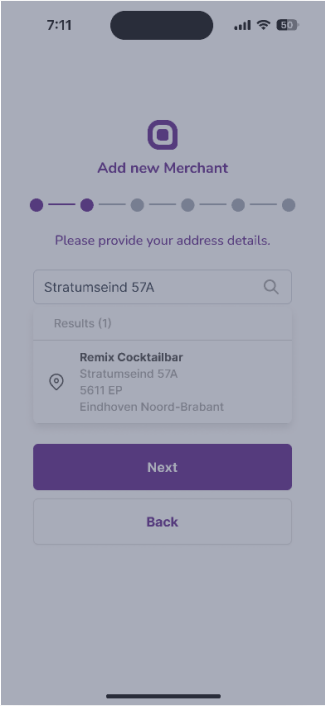 7:11
50
Add new Merchant
Please provide your address details.
Stratumseind 57A
Results (1)
Remix Cocktailbar
Stratumseind 57A
5611 EP
Eindhoven Noord-Brabant
Next
Back